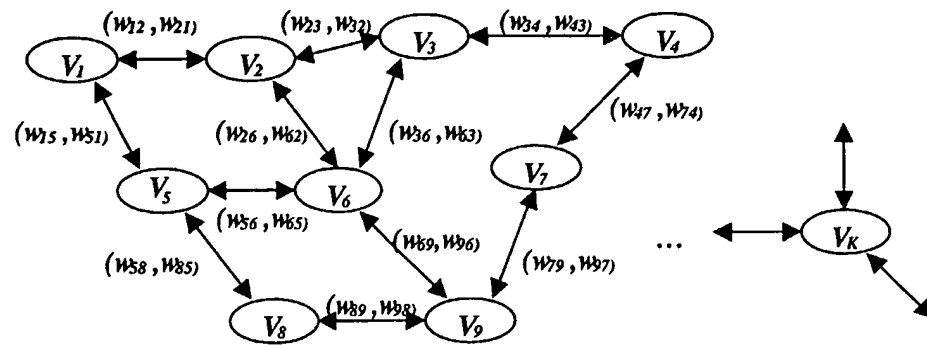 (w12 ,w21)
(w23 ,w32)
(w34 ,w43)
V1
V2
V3
V4
(w15 ,w51)
(w26 ,w62)
(w36 ,w63)
(w47 ,w74)
V5
V6
V7
(w56 ,w65)
(w58 ,w85)
(w69,w96)
(w79 ,w97)
...
VK
(w89 ,w98)
V8
V9